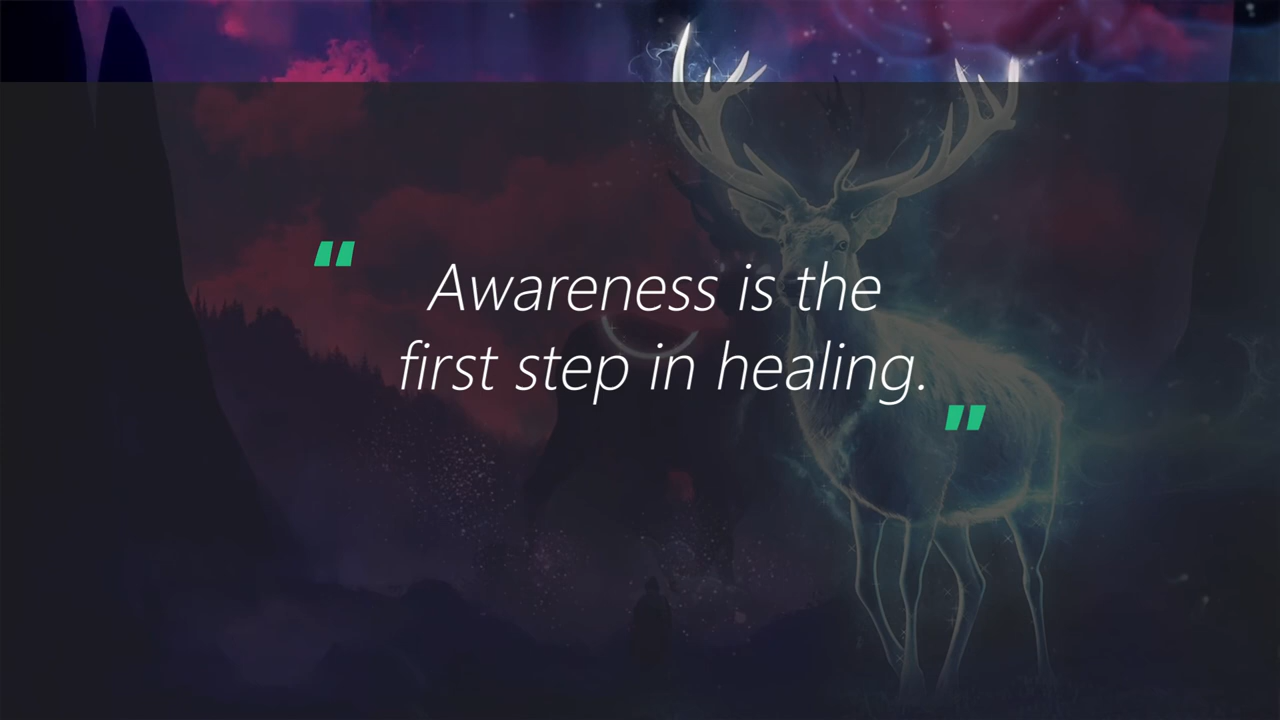 " Awareness is the
first step in healing. "